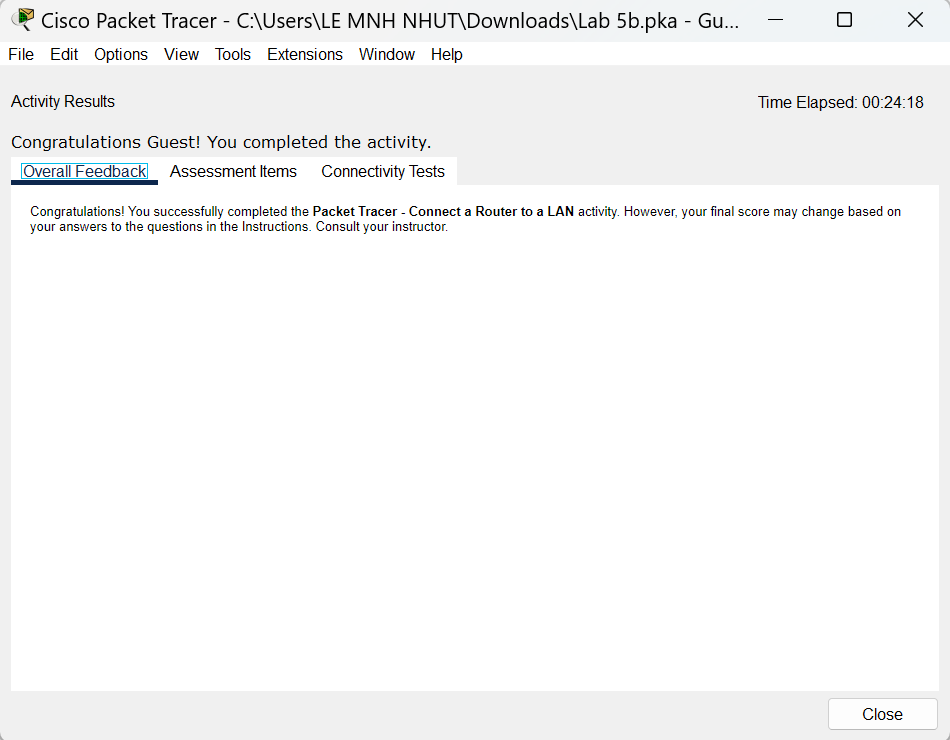 Cisco Packet Tracer - C:\Users\LE MNH NHUT\Downloads\Lab 5b.pka - Gu...
File Edit Options View Tools Extensions Window Help
Activity Results
Time Elapsed: 00:24:18
Congratulations Guest! You completed the activity.
Overall Feedback Assessment Items Connectivity Tests
Congratulations! You successfully completed the Packet Tracer - Connect a Router to a LAN activity. However, your final score may change based on
your answers to the questions in the Instructions. Consult your instructor.
Close